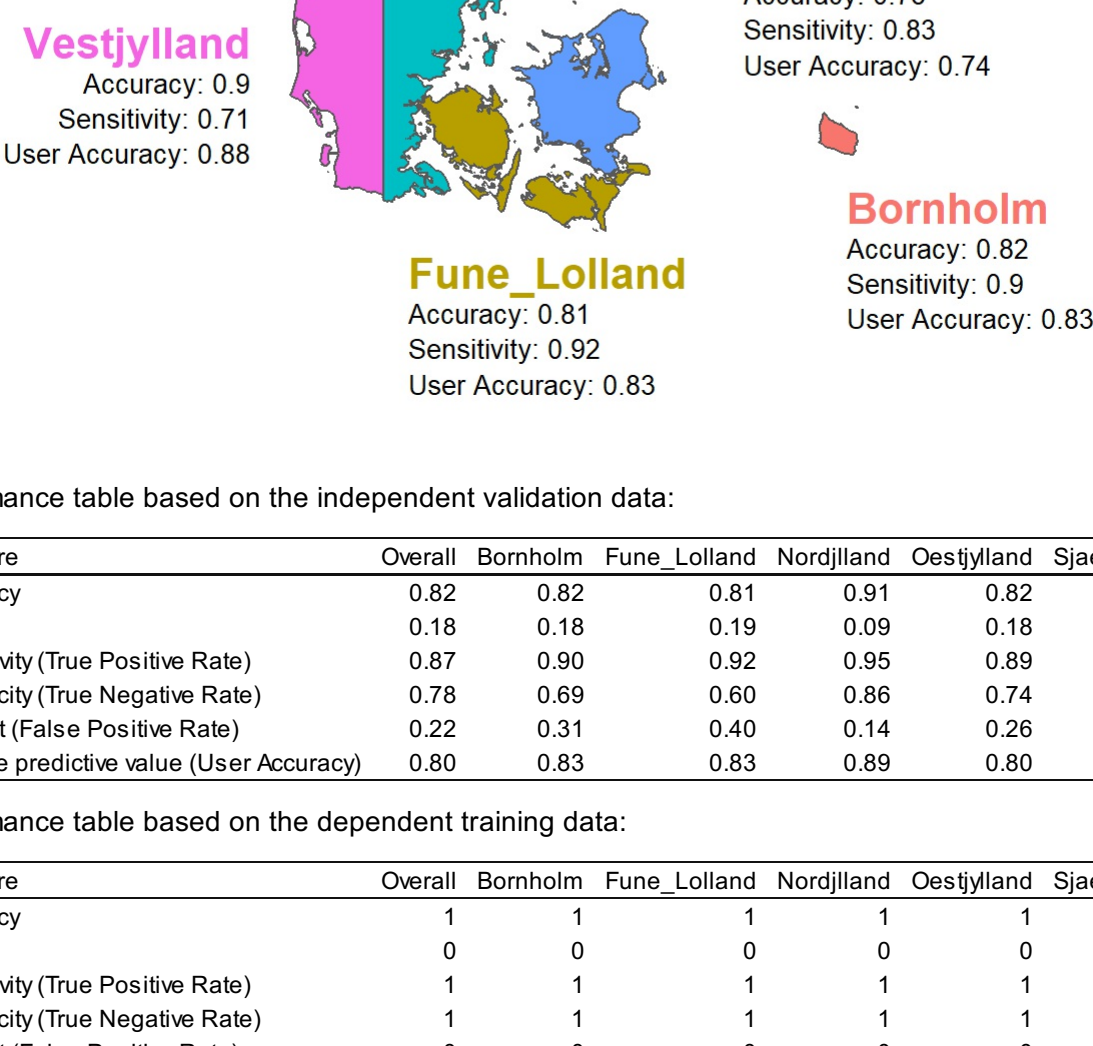 Accuracy: 0.78
Vestjylland
Accuracy: 0.9
Sensitivity: 0.71
User Accuracy: 0.88
Sensitivity: 0.83
User Accuracy: 0.74
Bornholm
Accuracy: 0.82
Sensitivity: 0.9
User Accuracy: 0.83
Fune_Lolland
Accuracy: 0.81
Sensitivity: 0.92
User Accuracy: 0.83
nance table based on the independent validation data:
re Overall Bornholm Fune_Lolland Nordjlland Oestjylland Sjae
cy 0.82 0.82 0.81 0.91 0.82
0.18 0.18 0.19 0.09 0.18
vity (True Positive Rate) 0.87 0.90 0.92 0.95 0.89
city (True Negative Rate) 0.78 0.69 0.60 0.86 0.74
t (False Positive Rate) 0.22 0.31 0.40 0.14 0.26
e predictive value (User Accuracy) 0.80 0.83 0.83 0.89 0.80
nance table based on the dependent training data:
re Overall Bornholm Fune_Lolland Nordjlland Oestjylland Sjae
cy 1 1 1 1 1
0 0 0 0 0
vity (True Positive Rate) 1 1 1 1 1
city (True Negative Rate) 1 1 1 1 1